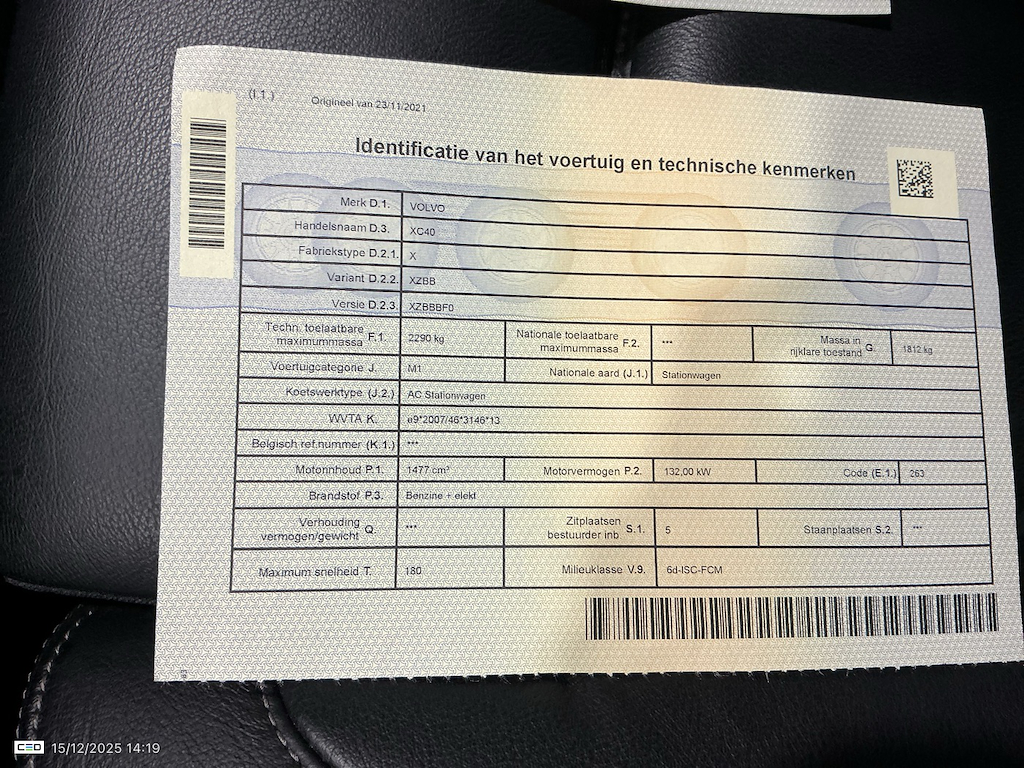 (I.1.) Origineel van 23/11/2021
Identificatie van het voertuig en technische kenmerken
Merk D.1. VOLVO
Handelsnaam D.3. XC40
Fabriekstype D.2.1. X
Variant D.2.2. XZBB
Versie D.2.3. XZBBBF0
Techn. toelaatbare maximummassa F.1. 2290 kg Nationale toelaatbare maximummassa F.2. *** Massa in rijklare toestand G. 1812 kg
Voertuigcategorie J. M1 Nationale aard (J.1.) Stationwagen
Koetswerktype (J.2.) AC Stationwagen
WVTA K. e9*2007/46*3146*13
Belgisch ref.nummer (K.1.) ***
Motorinhoud P.1. 1477 cm³ Motorvermogen P.2. 132,00 kW Code (E.1.) 263
Brandstof P.3. Benzine + elekt
Verhouding vermogen/gewicht Q. *** Zitplaatsen bestuurder inb. S.1. 5 Staanplaatsen S.2. ***
Maximum snelheid T. 180 Milieuklasse V.9. 6d-ISC-FCM
15/12/2025 14:19